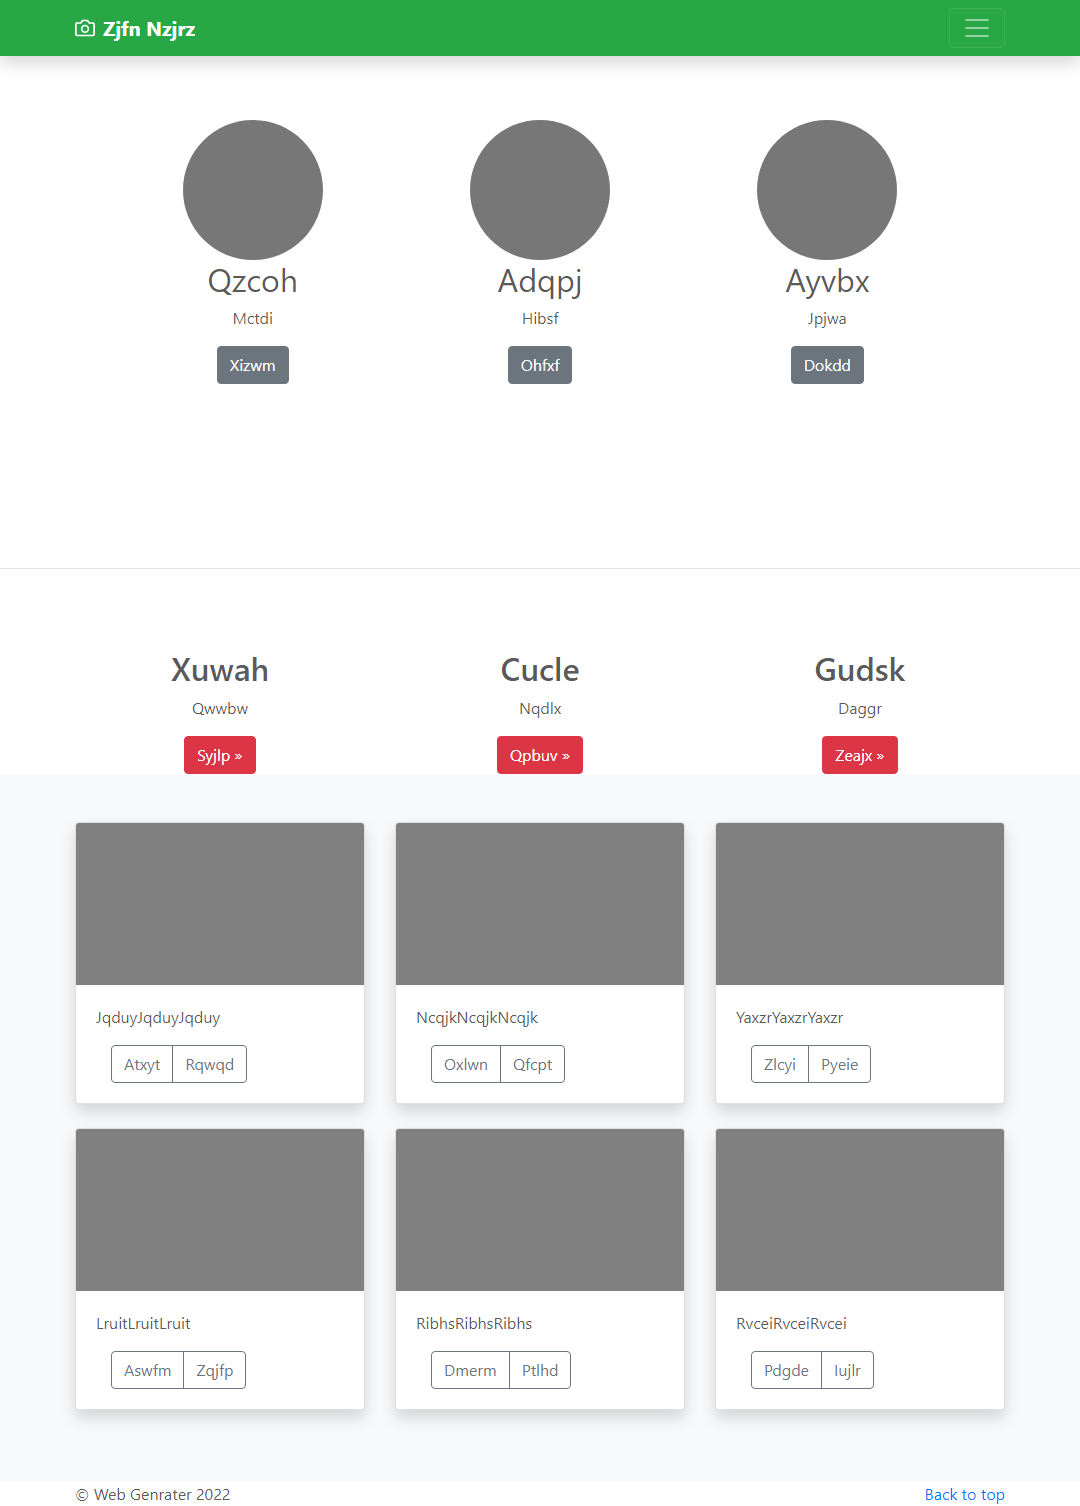 Zjfn Nzjrz
Qzcoh Adqpj Ayvbx
Mctdi Hibsf Jpjwa
Xizwm Ohfxf Dokdd
Xuwah Cucle Gudsk
Qwwbw Nqdlx Daggr
Syjlp » Qpbuv » Zeajx »
JqduyJqduyJqduy NcqjkNcqjkNcqjk YaxzrYaxzrYaxzr
Atxyt Rqwqd Oxlwn Qfcpt Zlcyi Pyeie
LruitLruitLruit RibhsRibhsRibhs RvceiRvceiRvcei
Aswfm Zqjfp Dmerm Ptlhd Pdgde Iujlr
© Web Genrater 2022 Back to top